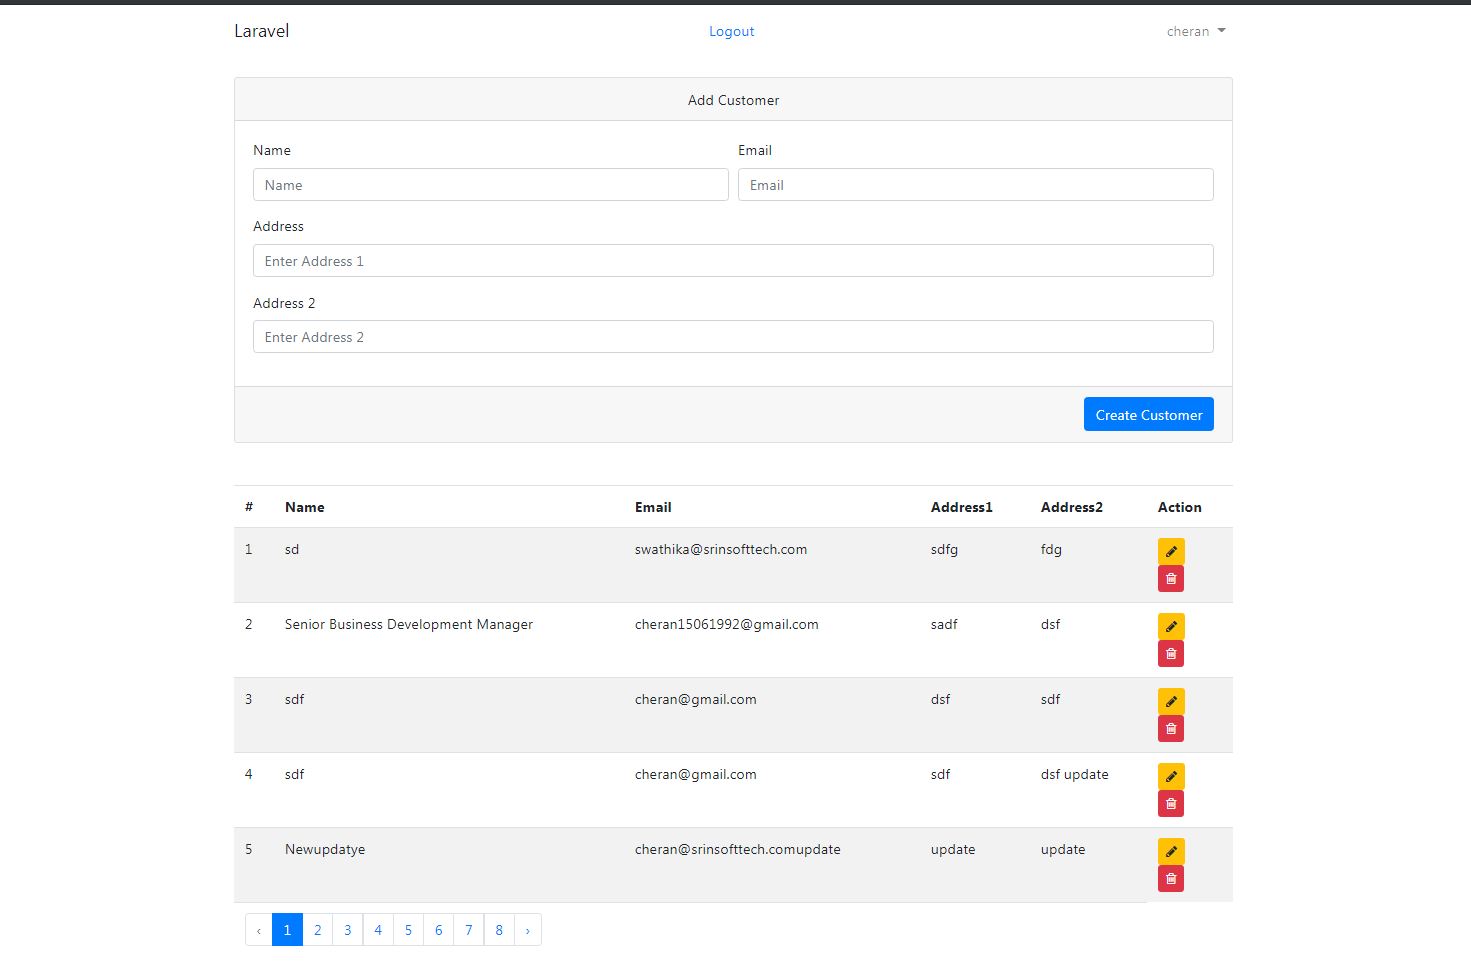 Laravel Logout cheran
Add Customer
Name Email
Name Email
Address
Enter Address 1
Address 2
Enter Address 2
Create Customer
# Name Email Address1 Address2 Action
1 sd swathika@srinsofttech.com sdfg fdg
2 Senior Business Development Manager cheran15061992@gmail.com sadf dsf
3 sdf cheran@gmail.com dsf sdf
4 sdf cheran@gmail.com sdf dsf update
5 Newupdatye cheran@srinsofttech.comupdate update update
‹ 1 2 3 4 5 6 7 8 ›